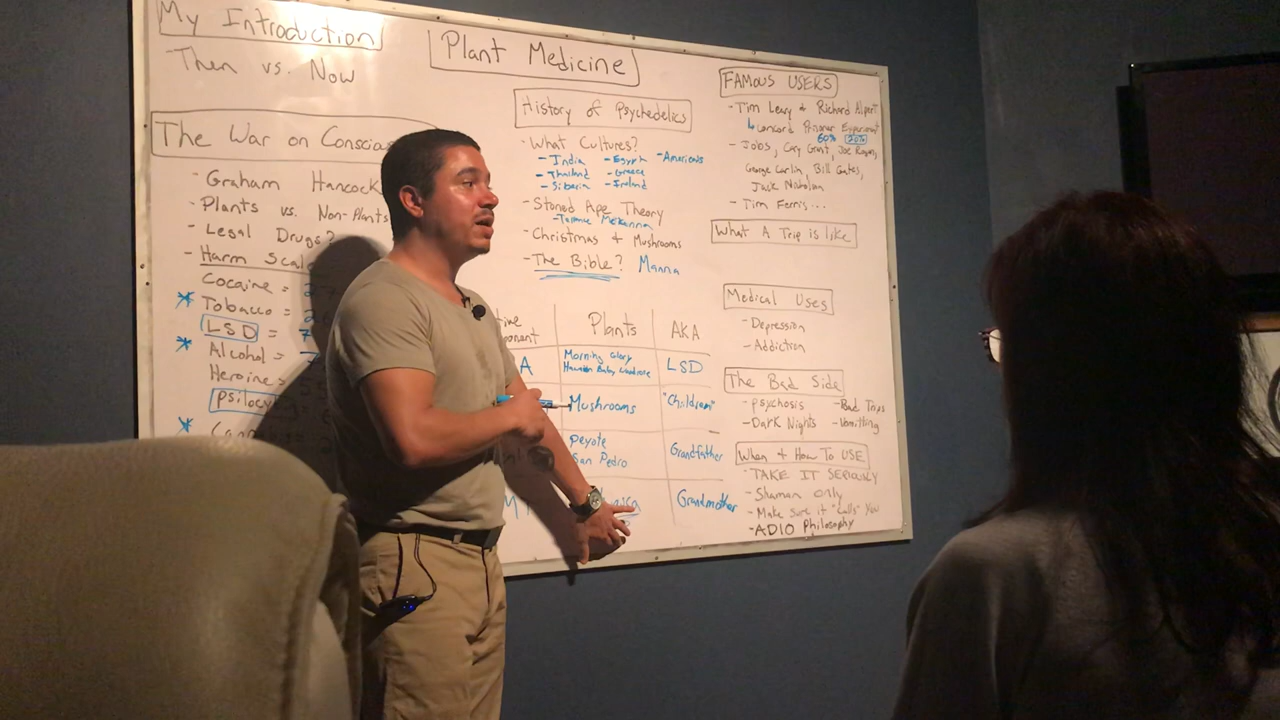 My Introduction
Then vs. Now
The War on Conscious
- Graham Hancock
- Plants vs. Non-Plants
- Legal Drugs?
- Harm Scale
Cocaine =
Tobacco =
LSD =
Alcohol =
Heroine =
Psilocy
Plant Medicine
History of Psychedelics
- What Cultures?
- India - Egypt - Americas
- Thailand - Greece
- Siberia - Ireland
- Stoned Ape Theory
- Terence McKenna
- Christmas + Mushrooms
- The Bible? Manna
Plants AKA
A Morning Glory
Hawaiian Baby Woodrose LSD
Mushrooms "Children"
Peyote
San Pedro Grandfather
M Grandmother
FAMOUS USERS
- Tim Leary & Richard Alpert
↳ Concord Prisoner Experiment
60% 20%
- Jobs, Cary Grant, Joe Rogan,
George Carlin, Bill Gates,
Jack Nicholson
- Tim Ferris...
What A Trip is like
Medical Uses
- Depression
- Addiction
The Bad Side
- psychosis - Bad Trips
- Dark Nights - Vomitting
When & How To USE
- TAKE IT SERIOUSLY
- Shaman only
- Make sure it "calls" You
- ADIO Philosophy